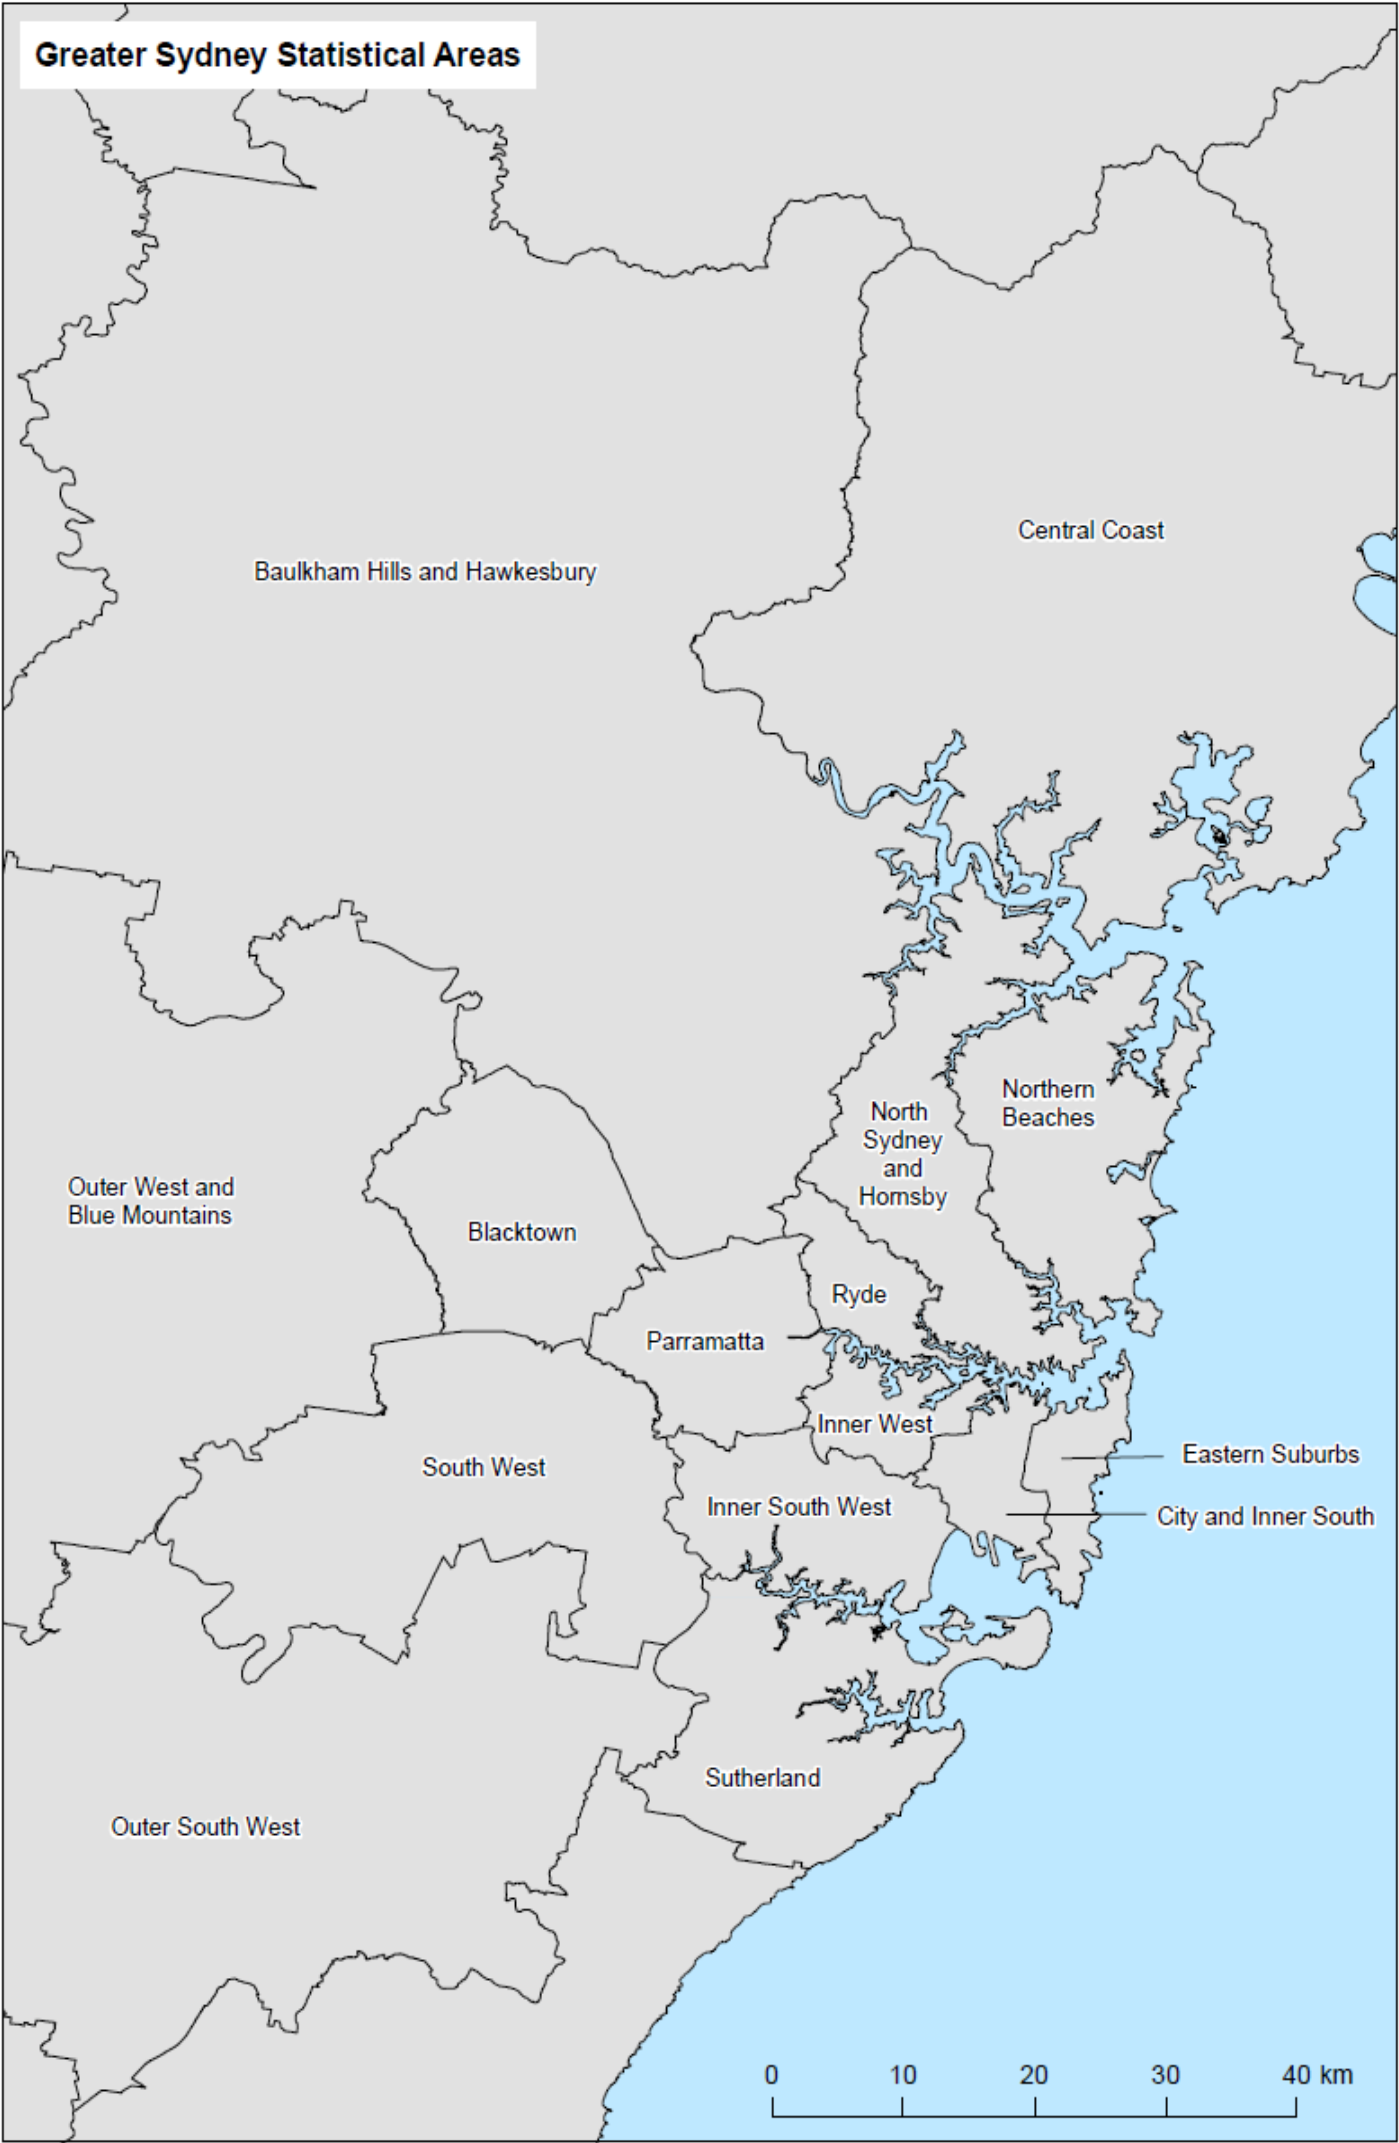 Greater Sydney Statistical Areas
Central Coast
Baulkham Hills and Hawkesbury
Northern
Beaches
North
Sydney
and
Hornsby
Outer West and
Blue Mountains
Blacktown
Ryde
Parramatta
Inner West
Eastern Suburbs
South West
Inner South West
City and Inner South
Sutherland
Outer South West
0 10 20 30 40 km